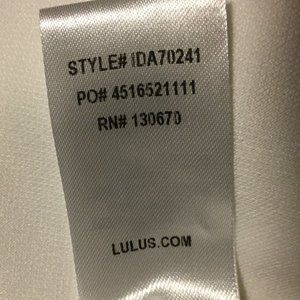 STYLE# IDA70241
PO# 4516521111
RN# 130670
LULUS.COM